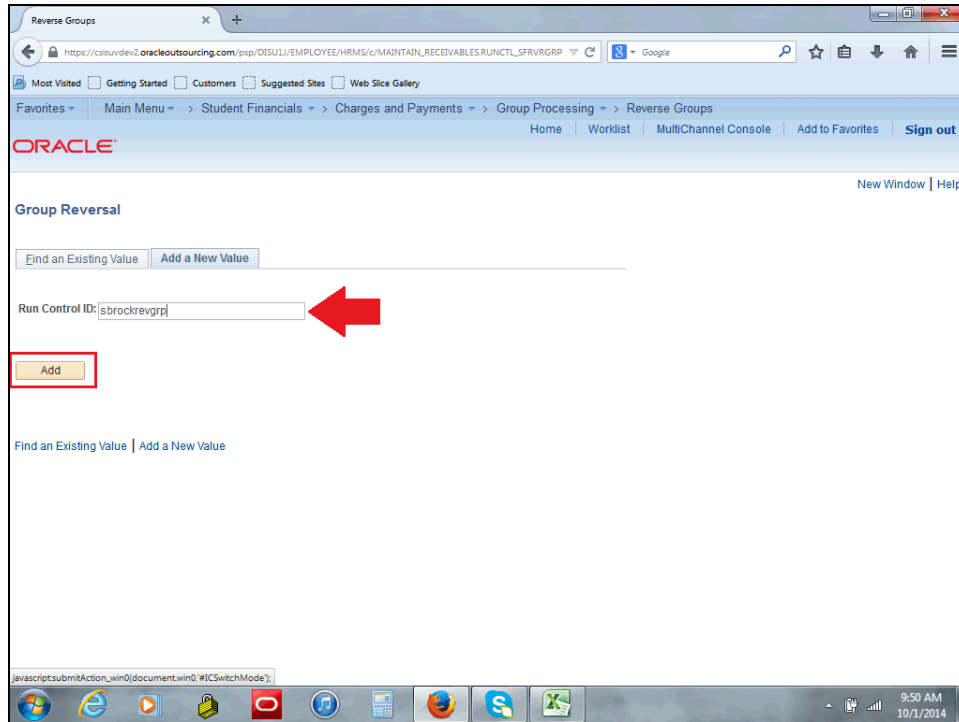 Reverse Groups
https://csisuvdev2.oracleoutsourcing.com/psp/DISU1J/EMPLOYEE/HRMS/c/MAINTAIN_RECEIVABLES.RUNCTL_SFRVRGRP
Google
Most Visited Getting Started Customers Suggested Sites Web Slice Gallery
Favorites Main Menu > Student Financials > Charges and Payments > Group Processing > Reverse Groups
Home Worklist MultiChannel Console Add to Favorites Sign out
ORACLE
New Window | Help
Group Reversal
Find an Existing Value Add a New Value
Run Control ID: sbrockrevgrp
Add
Find an Existing Value | Add a New Value
javascript:submitAction_win0(document.win0,'#ICSwitchMode');
9:50 AM
10/1/2014